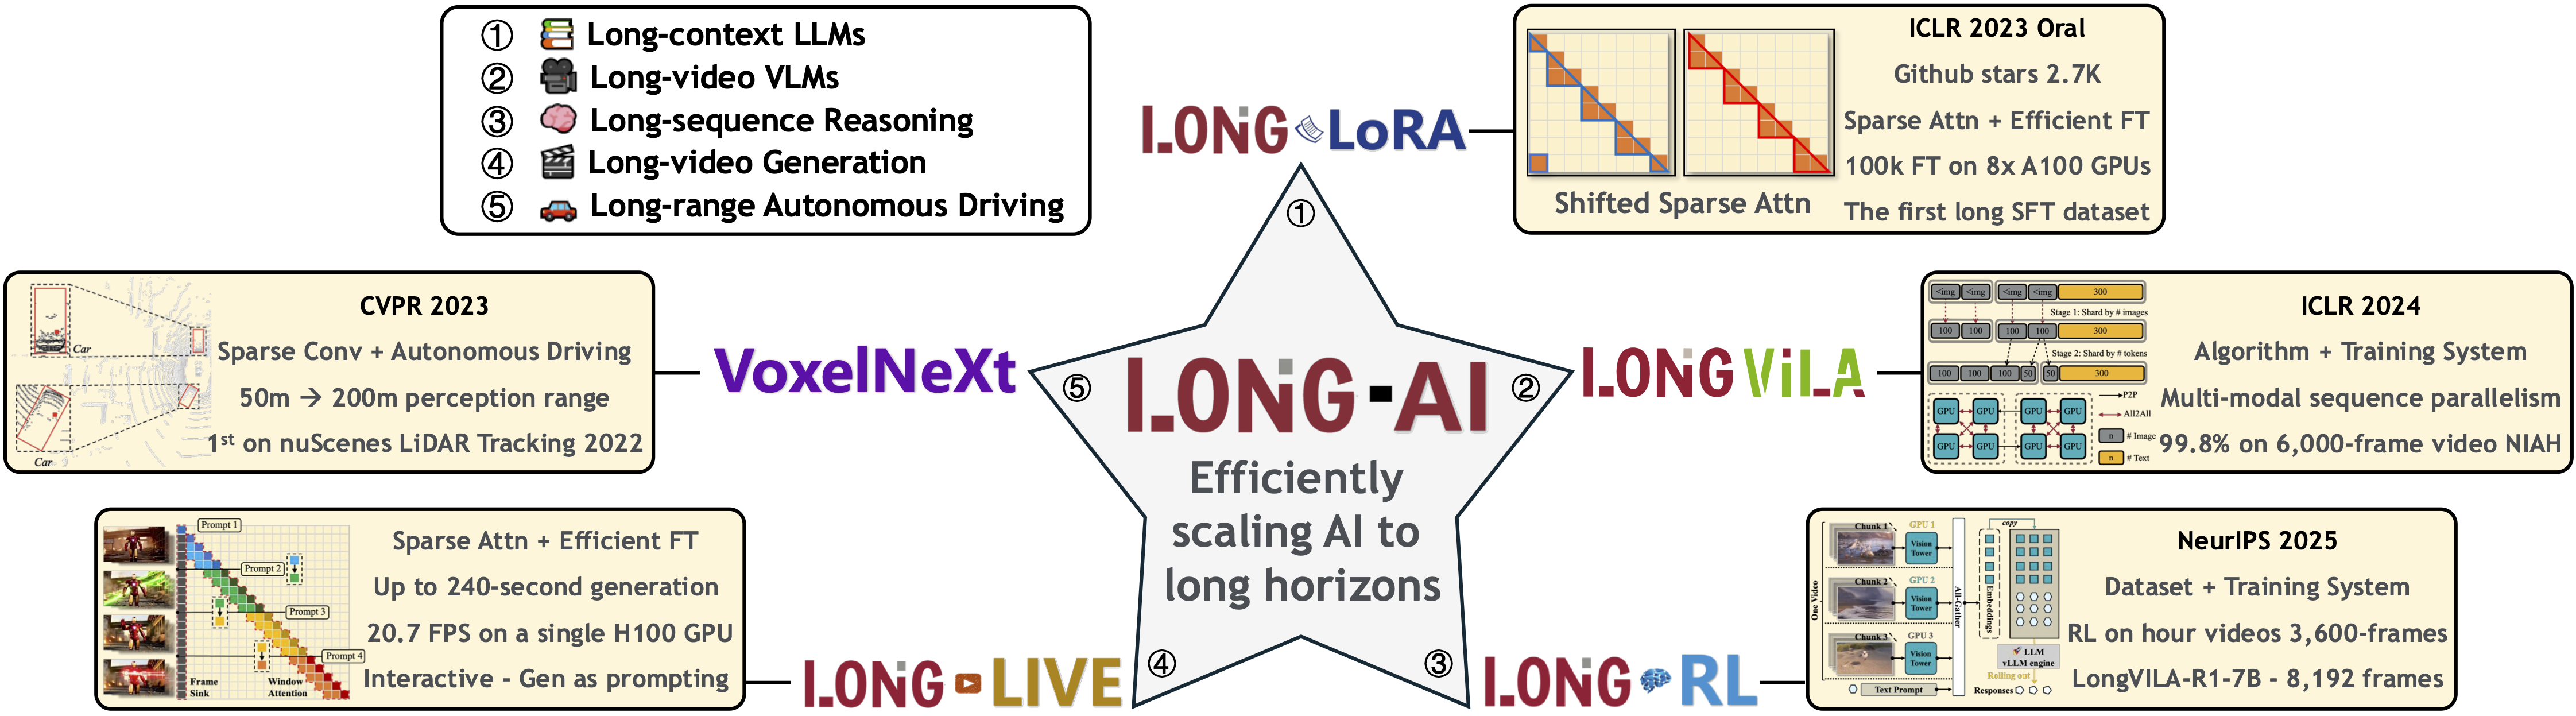 ① Long-context LLMs
② Long-video VLMs
③ Long-sequence Reasoning
④ Long-video Generation
⑤ Long-range Autonomous Driving
LONG LoRA
Shifted Sparse Attn
ICLR 2023 Oral
Github stars 2.7K
Sparse Attn + Efficient FT
100k FT on 8x A100 GPUs
The first long SFT dataset
①
Car
Car
CVPR 2023
Sparse Conv + Autonomous Driving
50m → 200m perception range
1st on nuScenes LiDAR Tracking 2022
VoxelNeXt
⑤
LONG-AI
②
Efficiently
scaling AI to
long horizons
④
③
LONG ViLA
<img <img <img <img 300
Stage 1: Shard by # images
100 100 100 100 300
Stage 2: Shard by # tokens
100 100 100 50 50 300
GPU GPU GPU GPU
GPU GPU GPU GPU
P2P
All2All
n # Image
n # Text
ICLR 2024
Algorithm + Training System
Multi-modal sequence parallelism
99.8% on 6,000-frame video NIAH
Prompt 1
Prompt 2
Prompt 3
Prompt 4
Frame
Sink
Window
Attention
Sparse Attn + Efficient FT
Up to 240-second generation
20.7 FPS on a single H100 GPU
Interactive - Gen as prompting
LONG LIVE
LONG RL
One Video
Chunk 1
GPU 1
Vision
Tower
Chunk 2
GPU 2
Vision
Tower
Chunk 3
GPU 3
Vision
Tower
Text Prompt
All-Gather
Embeddings
copy
LLM
vLLM engine
Rolling out
Responses
NeurIPS 2025
Dataset + Training System
RL on hour videos 3,600-frames
LongVILA-R1-7B - 8,192 frames